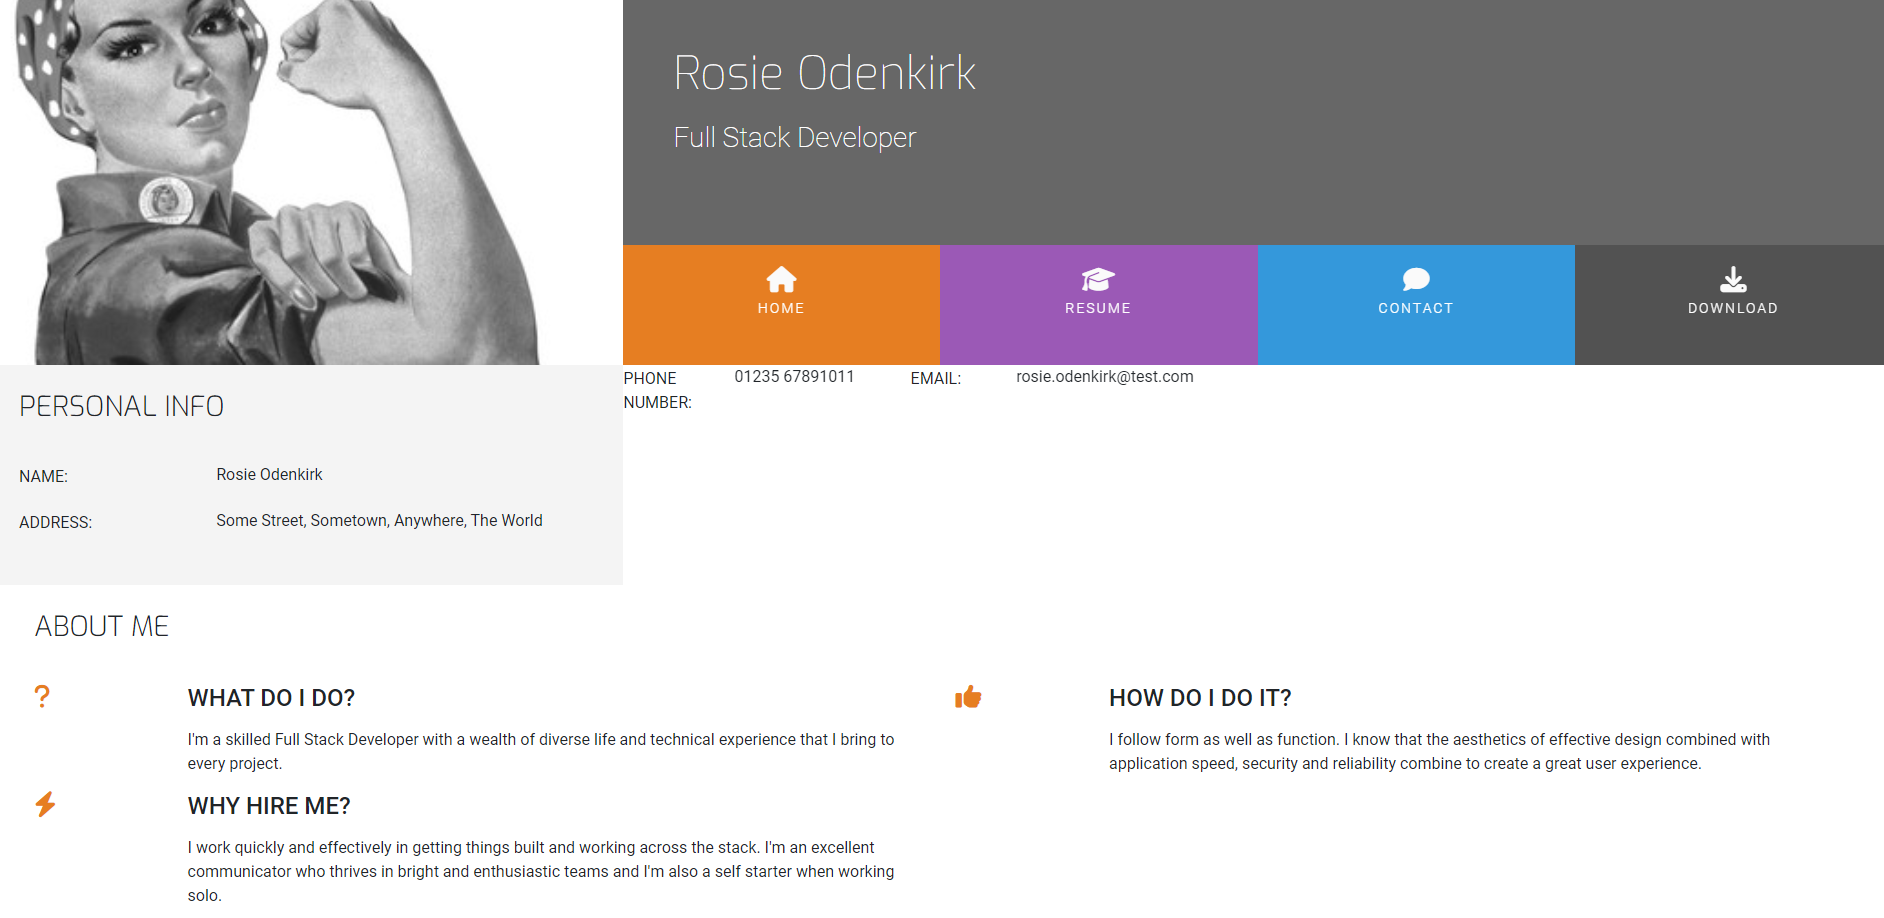 Rosie Odenkirk
Full Stack Developer
HOME
RESUME
CONTACT
DOWNLOAD
PERSONAL INFO
NAME:
Rosie Odenkirk
ADDRESS:
Some Street, Sometown, Anywhere, The World
PHONE
NUMBER:
01235 67891011
EMAIL:
rosie.odenkirk@test.com
ABOUT ME
?
WHAT DO I DO?
I'm a skilled Full Stack Developer with a wealth of diverse life and technical experience that I bring to
every project.
HOW DO I DO IT?
I follow form as well as function. I know that the aesthetics of effective design combined with
application speed, security and reliability combine to create a great user experience.
WHY HIRE ME?
I work quickly and effectively in getting things built and working across the stack. I'm an excellent
communicator who thrives in bright and enthusiastic teams and I'm also a self starter when working
solo.